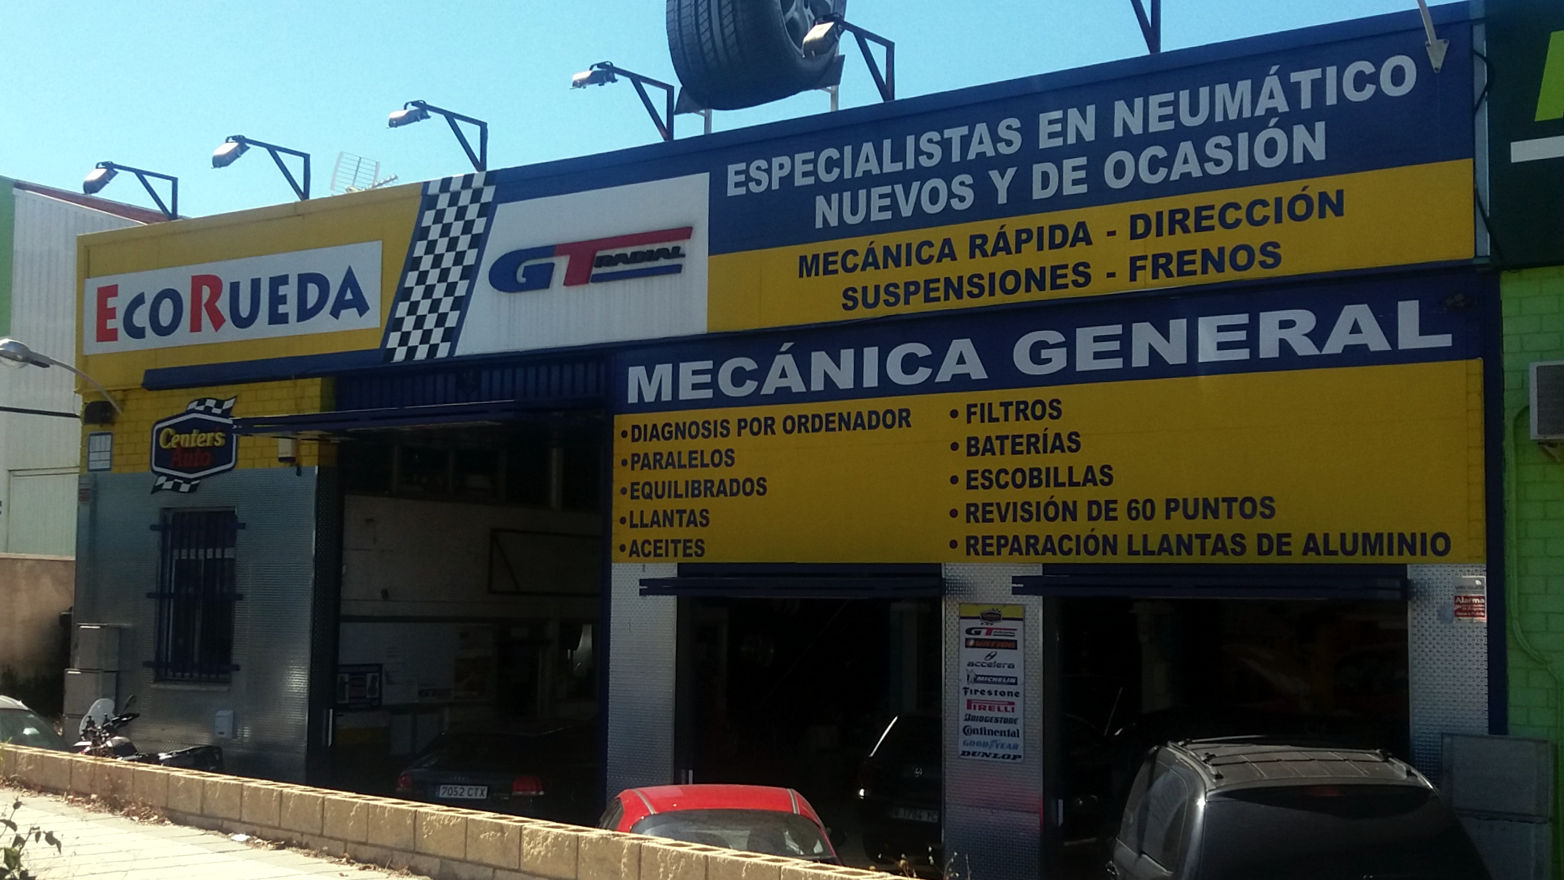 ESPECIALISTAS EN NEUMÁTICO
NUEVOS Y DE OCASIÓN
MECÁNICA RÁPIDA - DIRECCIÓN
SUSPENSIONES - FRENOS
ECORUEDA
GT RADIAL
MECÁNICA GENERAL
• DIAGNOSIS POR ORDENADOR
• PARALELOS
• EQUILIBRADOS
• LLANTAS
• ACEITES
• FILTROS
• BATERÍAS
• ESCOBILLAS
• REVISIÓN DE 60 PUNTOS
• REPARACIÓN LLANTAS DE ALUMINIO
Centers
Auto
Alarma
GT
accelera
MICHELIN
Firestone
PIRELLI
BRIDGESTONE
Continental
GOODYEAR
DUNLOP
7052 CTX